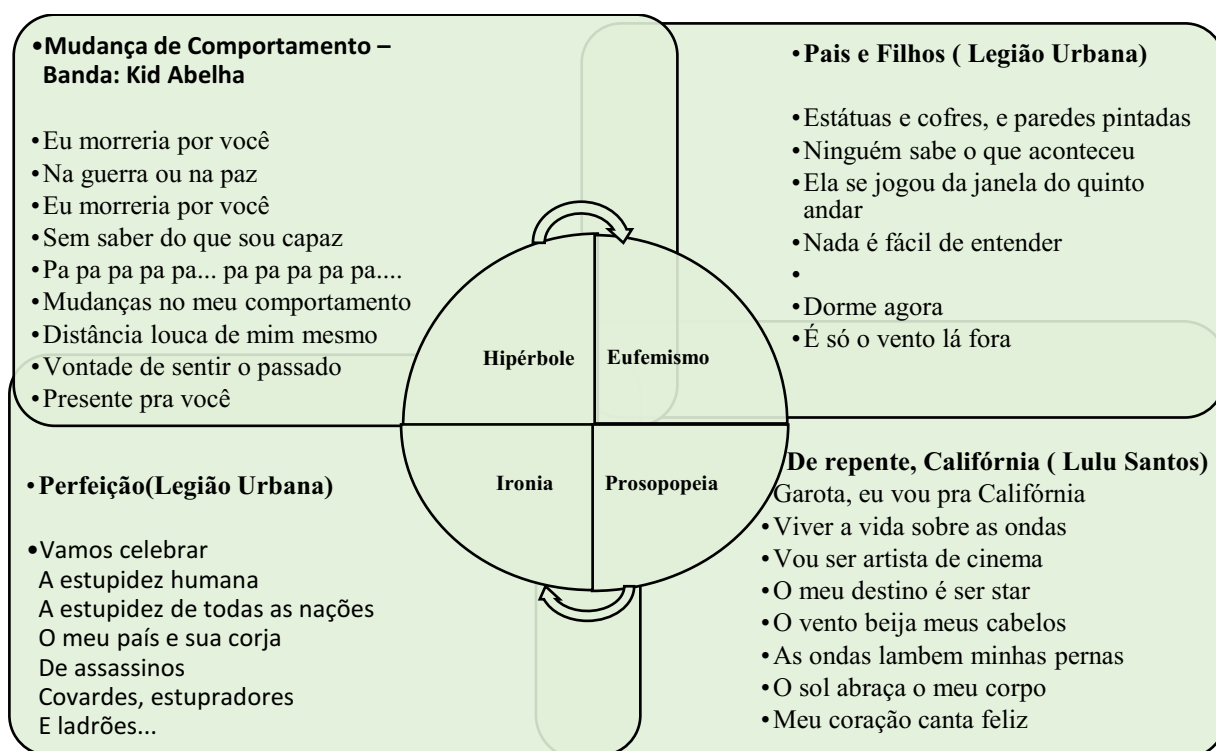 •Mudança de Comportamento –
Banda: Kid Abelha
•Eu morreria por você
•Na guerra ou na paz
•Eu morreria por você
•Sem saber do que sou capaz
•Pa pa pa pa pa... pa pa pa pa pa....
•Mudanças no meu comportamento
•Distância louca de mim mesmo
•Vontade de sentir o passado
•Presente pra você
•Pais e Filhos ( Legião Urbana)
•Estátuas e cofres, e paredes pintadas
•Ninguém sabe o que aconteceu
•Ela se jogou da janela do quinto
andar
•Nada é fácil de entender
•
•Dorme agora
•É só o vento lá fora
Hipérbole
Eufemismo
Ironia
Prosopopeia
•Perfeição(Legião Urbana)
•Vamos celebrar
A estupidez humana
A estupidez de todas as nações
O meu país e sua corja
De assassinos
Covardes, estupradores
E ladrões...
De repente, Califórnia ( Lulu Santos)
Garota, eu vou pra Califórnia
•Viver a vida sobre as ondas
•Vou ser artista de cinema
•O meu destino é ser star
•O vento beija meus cabelos
•As ondas lambem minhas pernas
•O sol abraça o meu corpo
•Meu coração canta feliz